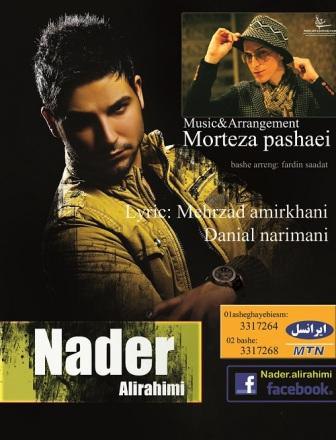 Music&Arrangement
Morteza pashaei
bashe arreng: fardin saadat
Lyric: Mehrzad amirkhani
Danial narimani
01asheghayebiesm:
3317264
02 bashe:
3317268
ایرانسل
MTN
Nader
Alirahimi
Nader.alirahimi
f facebook.